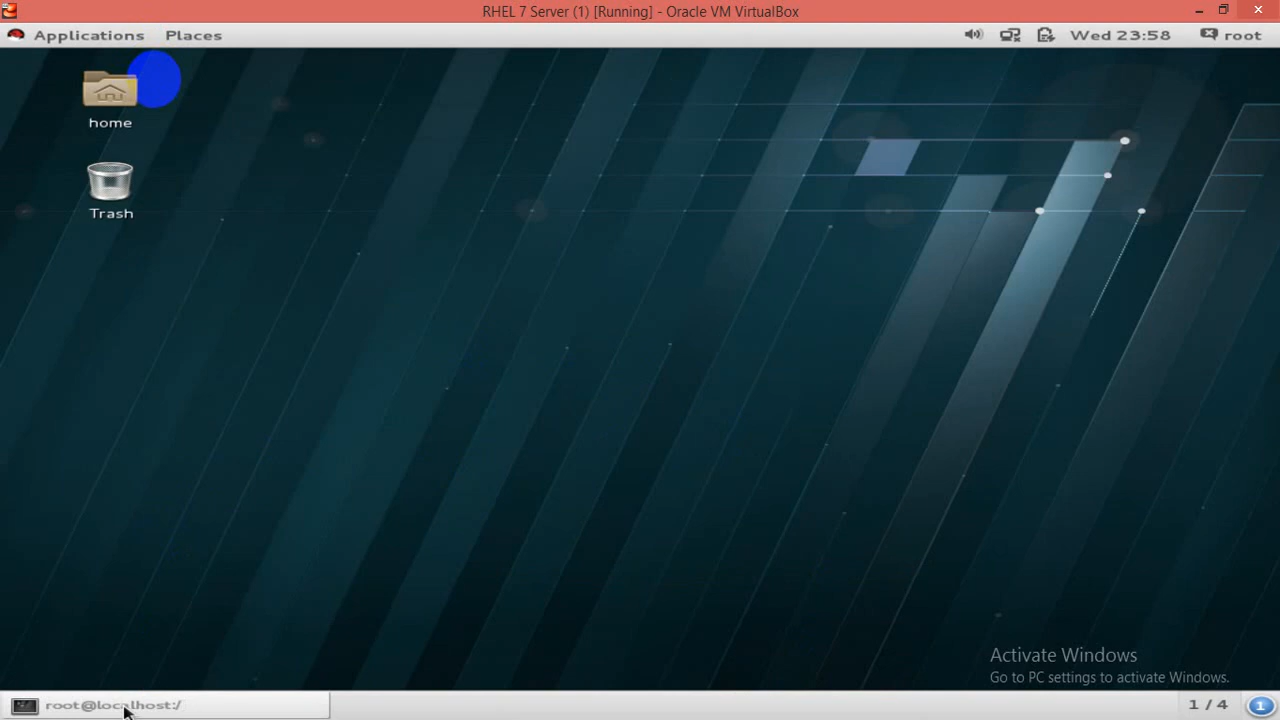 RHEL 7 Server (1) [Running] - Oracle VM VirtualBox
Applications Places Wed 23:58 root
home
Trash
Activate Windows
Go to PC settings to activate Windows.
root@localhost:/ 1 / 4 1